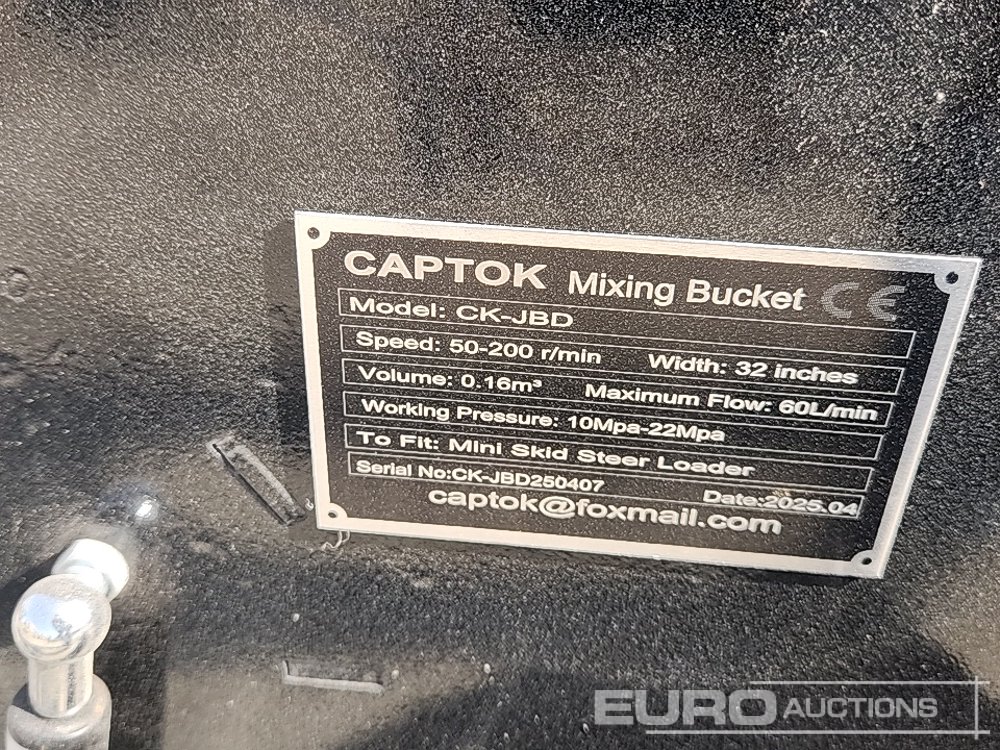 CAPTOK Mixing Bucket CE
Model: CK-JBD
Speed: 50-200 r/min Width: 32 inches
Volume: 0.16m³ Maximum Flow: 60L/min
Working Pressure: 10Mpa-22Mpa
To Fit: Mini Skid Steer Loader
Serial No:CK-JBD250407 Date:2025.04
captok@foxmail.com
EURO AUCTIONS